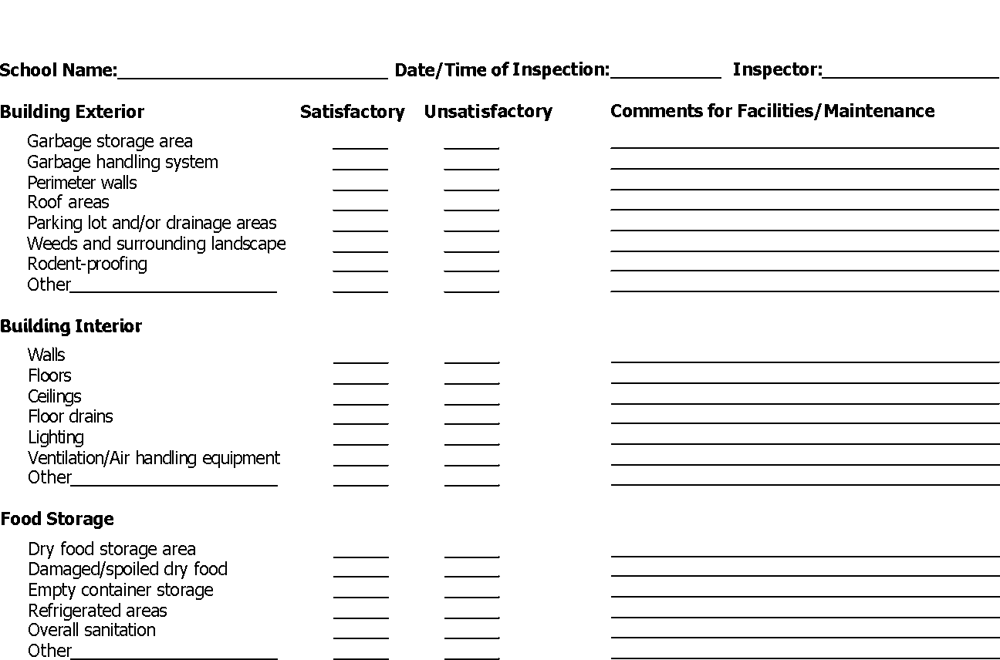 School Name:______________________________ Date/Time of Inspection:____________ Inspector:____________________
Building Exterior Satisfactory Unsatisfactory Comments for Facilities/Maintenance
Garbage storage area
Garbage handling system
Perimeter walls
Roof areas
Parking lot and/or drainage areas
Weeds and surrounding landscape
Rodent-proofing
Other______________________
Building Interior
Walls
Floors
Ceilings
Floor drains
Lighting
Ventilation/Air handling equipment
Other______________________
Food Storage
Dry food storage area
Damaged/spoiled dry food
Empty container storage
Refrigerated areas
Overall sanitation
Other______________________